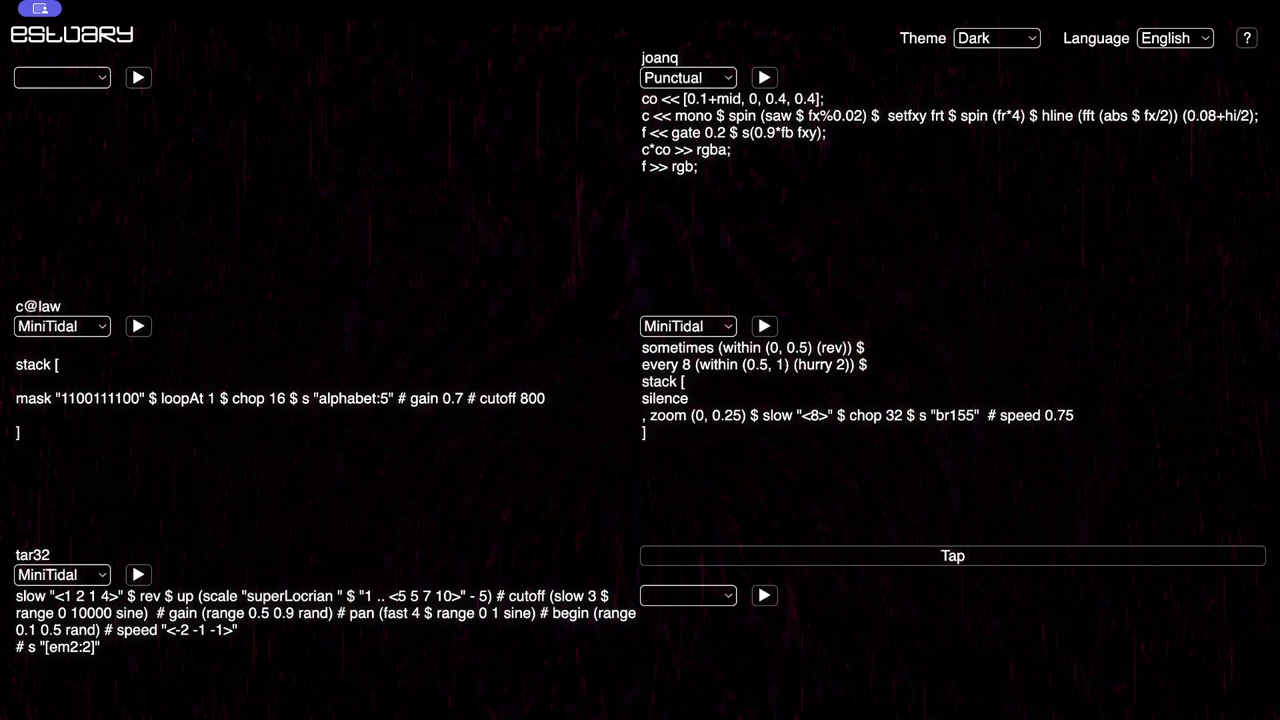 estuary
Theme Dark Language English ?
joanq
Punctual
co << [0.1+mid, 0, 0.4, 0.4];
c << mono $ spin (saw $ fx%0.02) $  setfxy frt $ spin (fr*4) $ hline (fft (abs $ fx/2)) (0.08+hi/2);
f << gate 0.2 $ s(0.9*fb fxy);
c*co >> rgba;
f >> rgb;
c@law
MiniTidal
stack [
mask "1100111100" $ loopAt 1 $ chop 16 $ s "alphabet:5" # gain 0.7 # cutoff 800
]
MiniTidal
sometimes (within (0, 0.5) (rev)) $
every 8 (within (0.5, 1) (hurry 2)) $
stack [
silence
, zoom (0, 0.25) $ slow "<8>" $ chop 32 $ s "br155"  # speed 0.75
]
tar32
MiniTidal
slow "<1 2 1 4>" $ rev $ up (scale "superLocrian " $ "1 .. <5 5 7 10>" - 5) # cutoff (slow 3 $
range 0 10000 sine)  # gain (range 0.5 0.9 rand) # pan (fast 4 $ range 0 1 sine) # begin (range
0.1 0.5 rand) # speed "<-2 -1 -1>"
# s "[em2:2]"
Tap